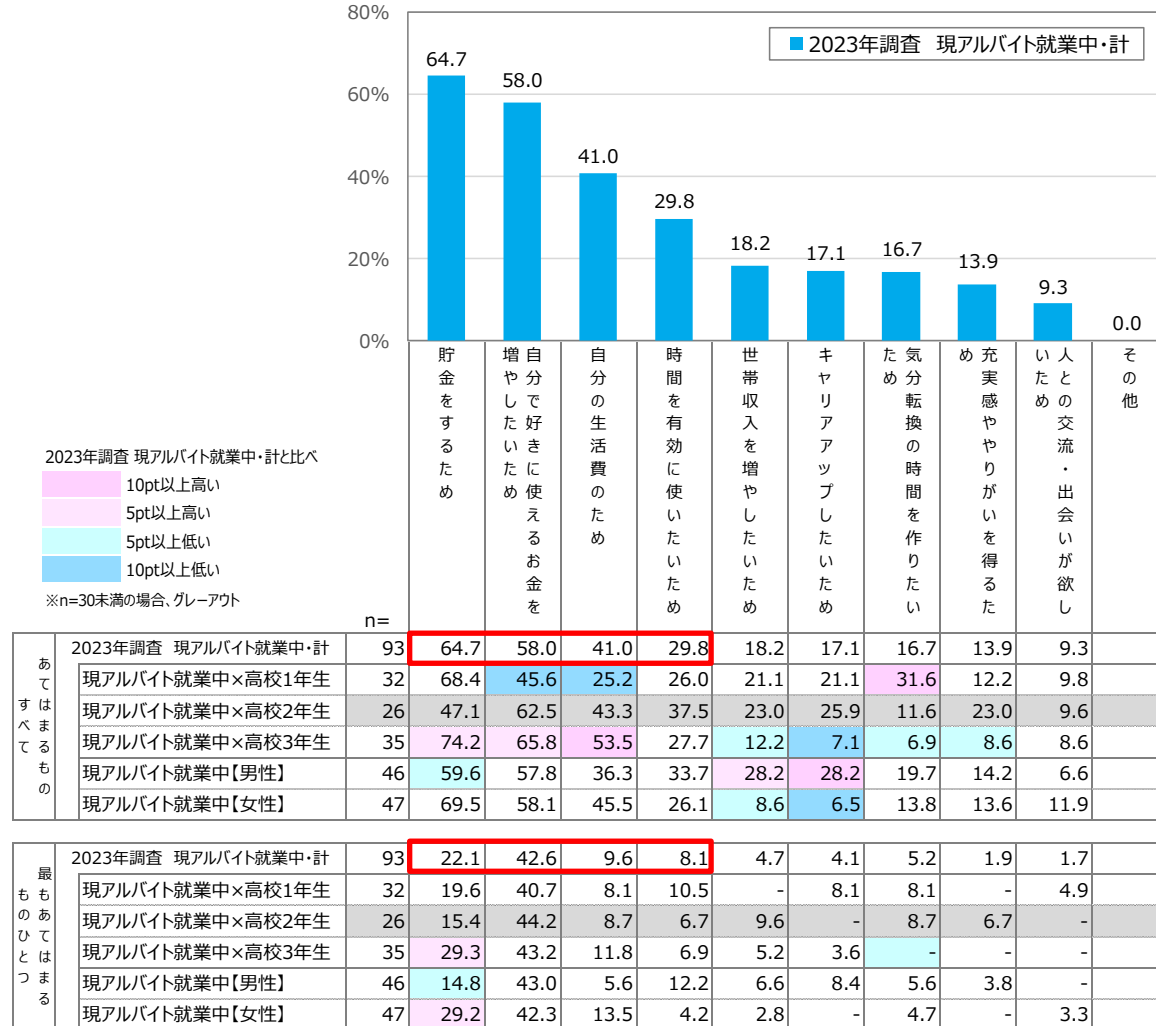 80%
60%
40%
20%
0%
■ 2023年調査 現アルバイト就業中・計
64.7
58.0
41.0
29.8
18.2
17.1
16.7
13.9
9.3
0.0
貯金をするため
自分で好きに使えるお金を
増やしたいため
自分の生活費のため
時間を有効に使いたいため
世帯収入を増やしたいため
キャリアアップしたいため
気分転換の時間を作りたい
ため
充実感ややりがいを得るた
め
人との交流・出会いが欲し
いため
その他
2023年調査 現アルバイト就業中・計と比べ
10pt以上高い
5pt以上高い
5pt以上低い
10pt以上低い
※n=30未満の場合、グレーアウト
n=
あてはまるもの
すべて
2023年調査 現アルバイト就業中・計 93 64.7 58.0 41.0 29.8 18.2 17.1 16.7 13.9 9.3
現アルバイト就業中×高校1年生 32 68.4 45.6 25.2 26.0 21.1 21.1 31.6 12.2 9.8
現アルバイト就業中×高校2年生 26 47.1 62.5 43.3 37.5 23.0 25.9 11.6 23.0 9.6
現アルバイト就業中×高校3年生 35 74.2 65.8 53.5 27.7 12.2 7.1 6.9 8.6 8.6
現アルバイト就業中【男性】 46 59.6 57.8 36.3 33.7 28.2 28.2 19.7 14.2 6.6
現アルバイト就業中【女性】 47 69.5 58.1 45.5 26.1 8.6 6.5 13.8 13.6 11.9
最もあてはまる
ものひとつ
2023年調査 現アルバイト就業中・計 93 22.1 42.6 9.6 8.1 4.7 4.1 5.2 1.9 1.7
現アルバイト就業中×高校1年生 32 19.6 40.7 8.1 10.5 - 8.1 8.1 - 4.9
現アルバイト就業中×高校2年生 26 15.4 44.2 8.7 6.7 9.6 - 8.7 6.7 -
現アルバイト就業中×高校3年生 35 29.3 43.2 11.8 6.9 5.2 3.6 - - -
現アルバイト就業中【男性】 46 14.8 43.0 5.6 12.2 6.6 8.4 5.6 3.8 -
現アルバイト就業中【女性】 47 29.2 42.3 13.5 4.2 2.8 - 4.7 - 3.3